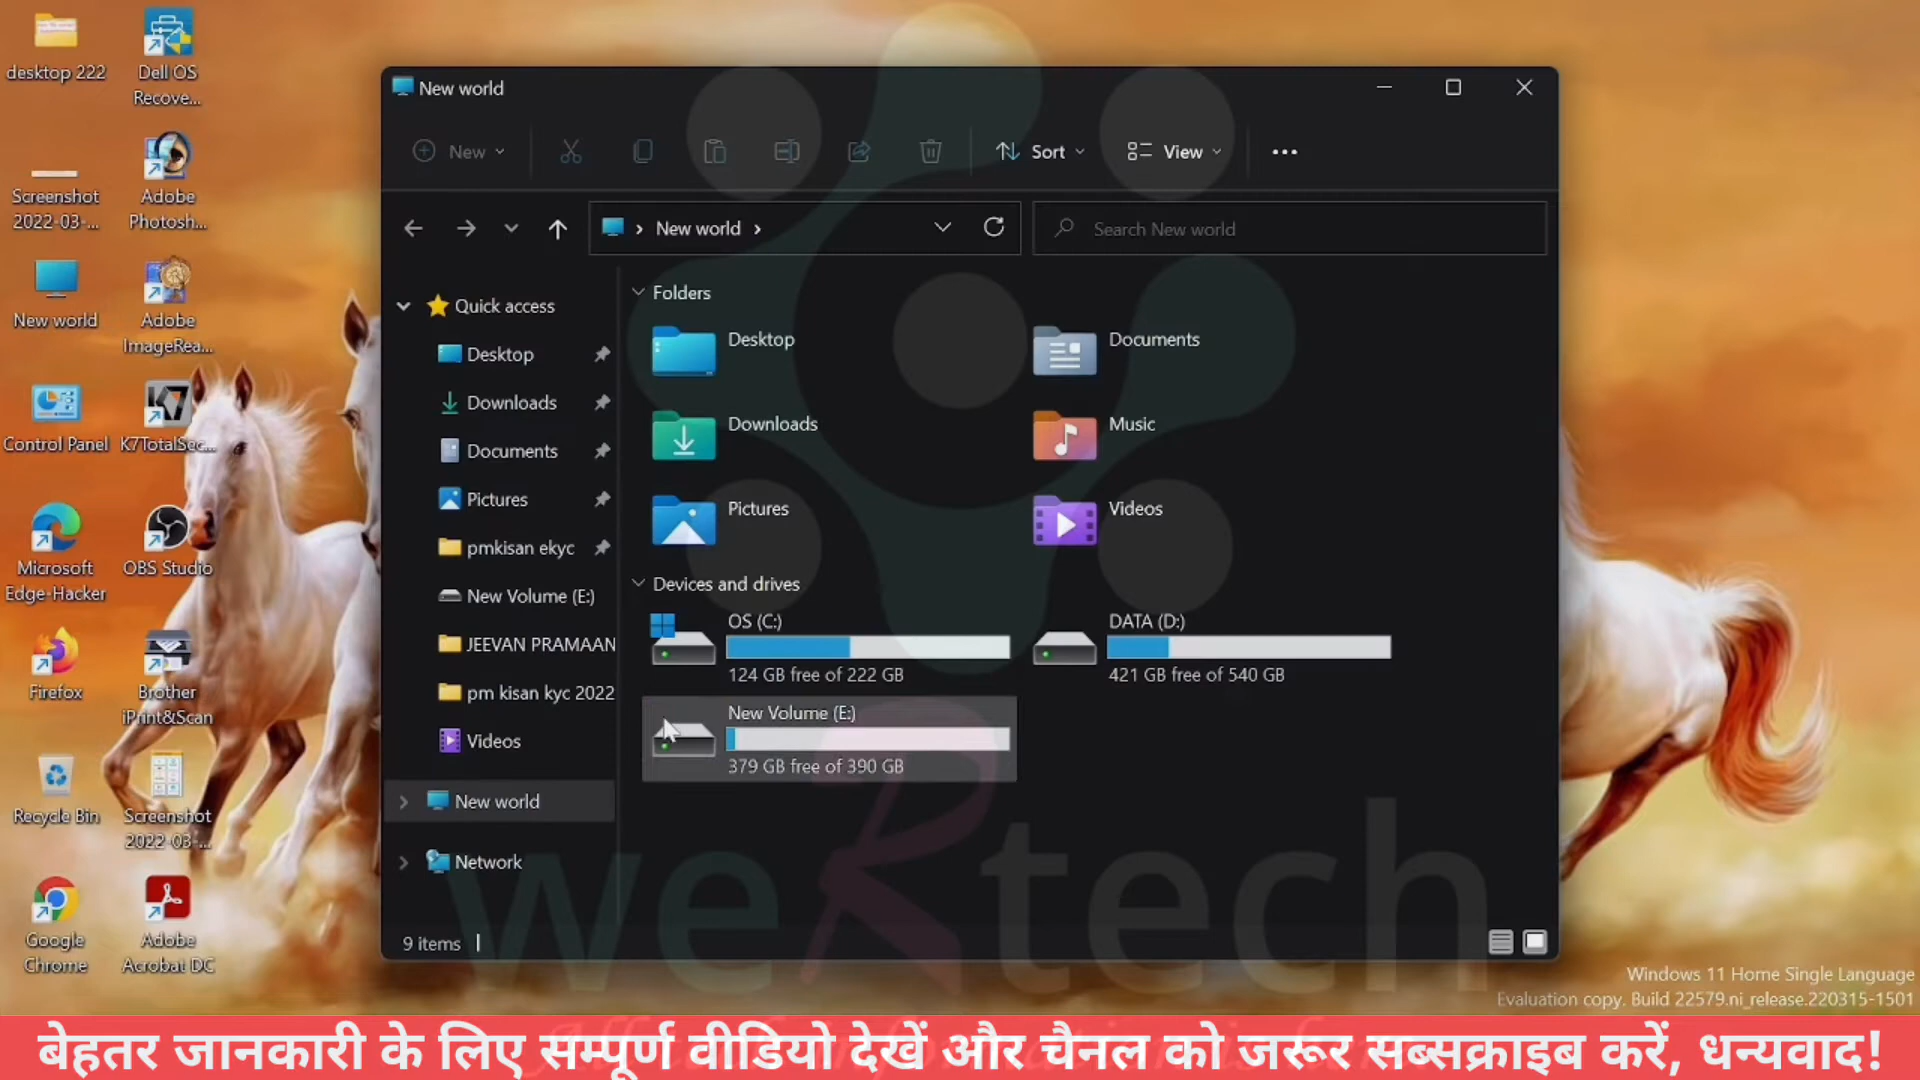 desktop 222
Dell OS
Recove...
Screenshot
2022-03-...
Adobe
Photosh...
New world
Adobe
ImageRea...
Control Panel
K7TotalSec...
Microsoft
Edge-Hacker
OBS Studio
Firefox
Brother
iPrint&Scan
Recycle Bin
Screenshot
2022-03-...
Google
Chrome
Adobe
Acrobat DC
New world
New
Sort
View
New world
Search New world
Quick access
Desktop
Downloads
Documents
Pictures
pmkisan ekyc
New Volume (E:)
JEEVAN PRAMAAN
pm kisan kyc 2022
Videos
New world
Network
Folders
Desktop
Documents
Downloads
Music
Pictures
Videos
Devices and drives
OS (C:)
124 GB free of 222 GB
DATA (D:)
421 GB free of 540 GB
New Volume (E:)
379 GB free of 390 GB
weRtech
9 items
Windows 11 Home Single Language
Evaluation copy. Build 22579.ni_release.220315-1501
बेहतर जानकारी के लिए सम्पूर्ण वीडियो देखें और चैनल को जरूर सब्सक्राइब करें, धन्यवाद!